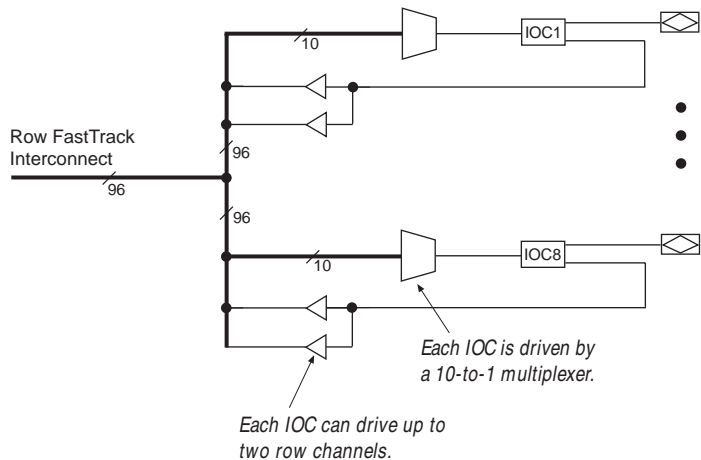 10
IOC1
Row FastTrack
Interconnect
96
96
96
10
IOC8
Each IOC is driven by
a 10-to-1 multiplexer.
Each IOC can drive up to
two row channels.